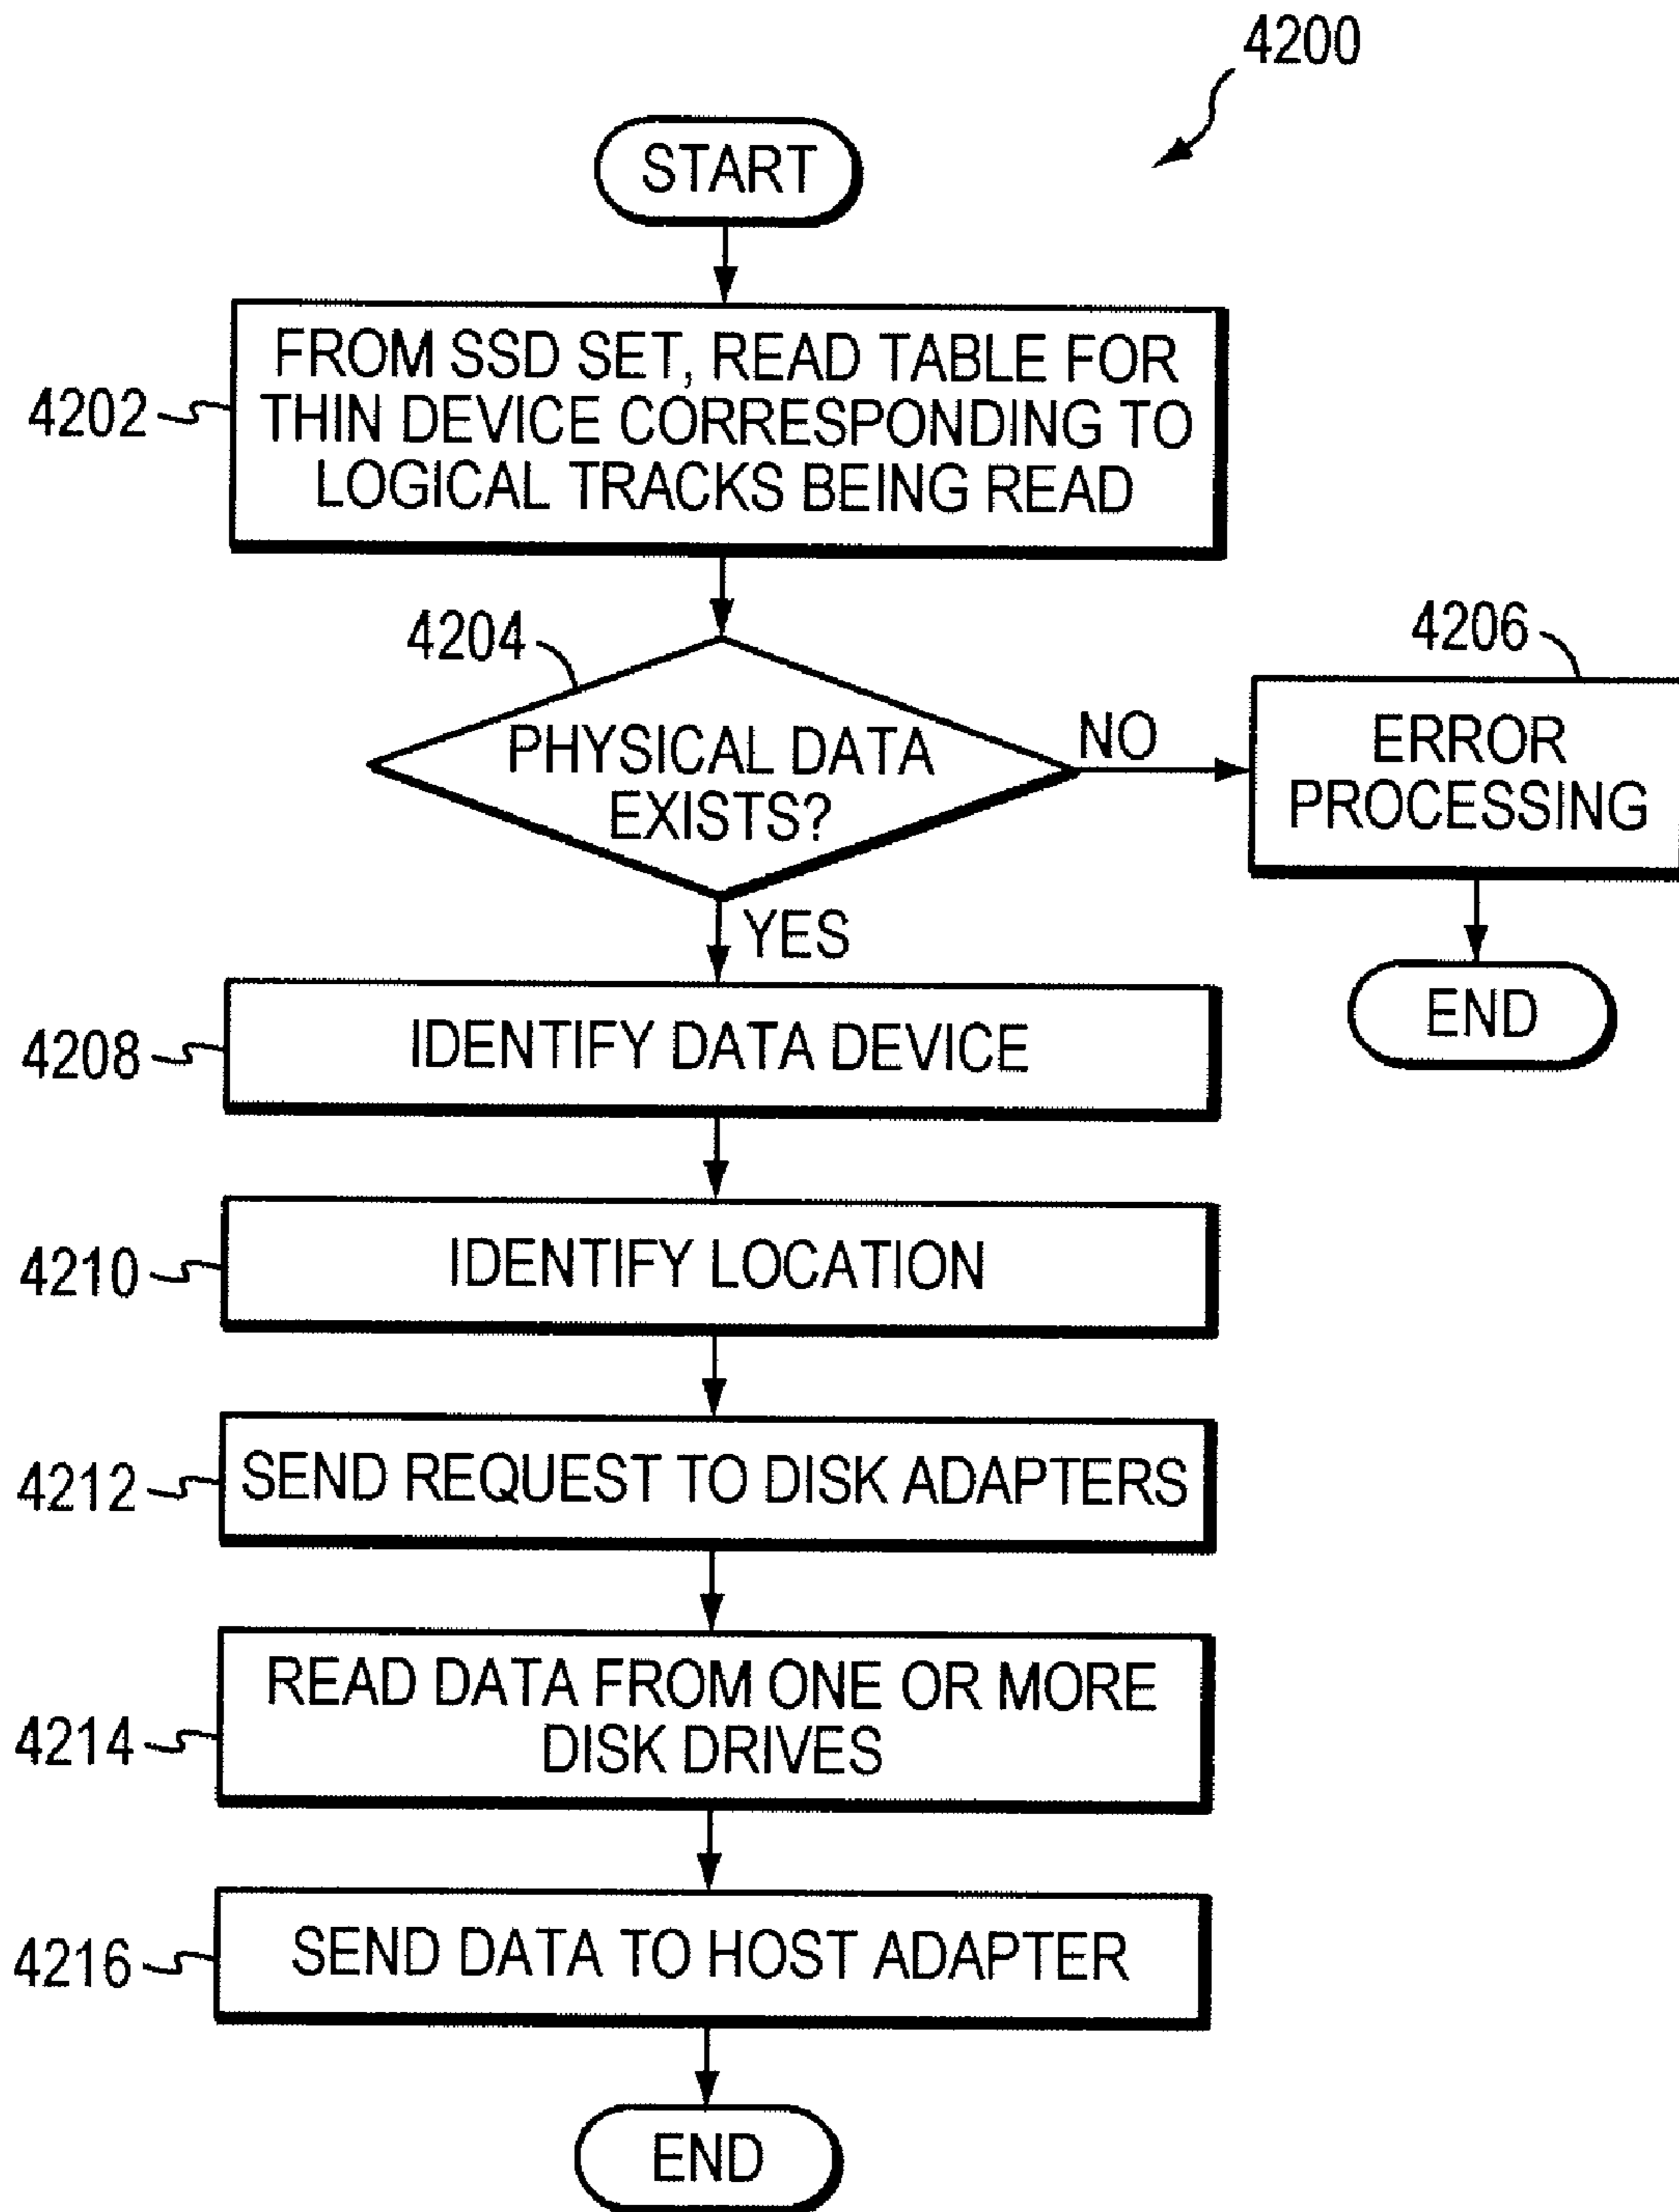 4200
START
4202
FROM SSD SET, READ TABLE FOR
THIN DEVICE CORRESPONDING TO
LOGICAL TRACKS BEING READ
4204
PHYSICAL DATA
EXISTS?
NO
4206
ERROR
PROCESSING
END
YES
4208
IDENTIFY DATA DEVICE
4210
IDENTIFY LOCATION
4212
SEND REQUEST TO DISK ADAPTERS
4214
READ DATA FROM ONE OR MORE
DISK DRIVES
4216
SEND DATA TO HOST ADAPTER
END